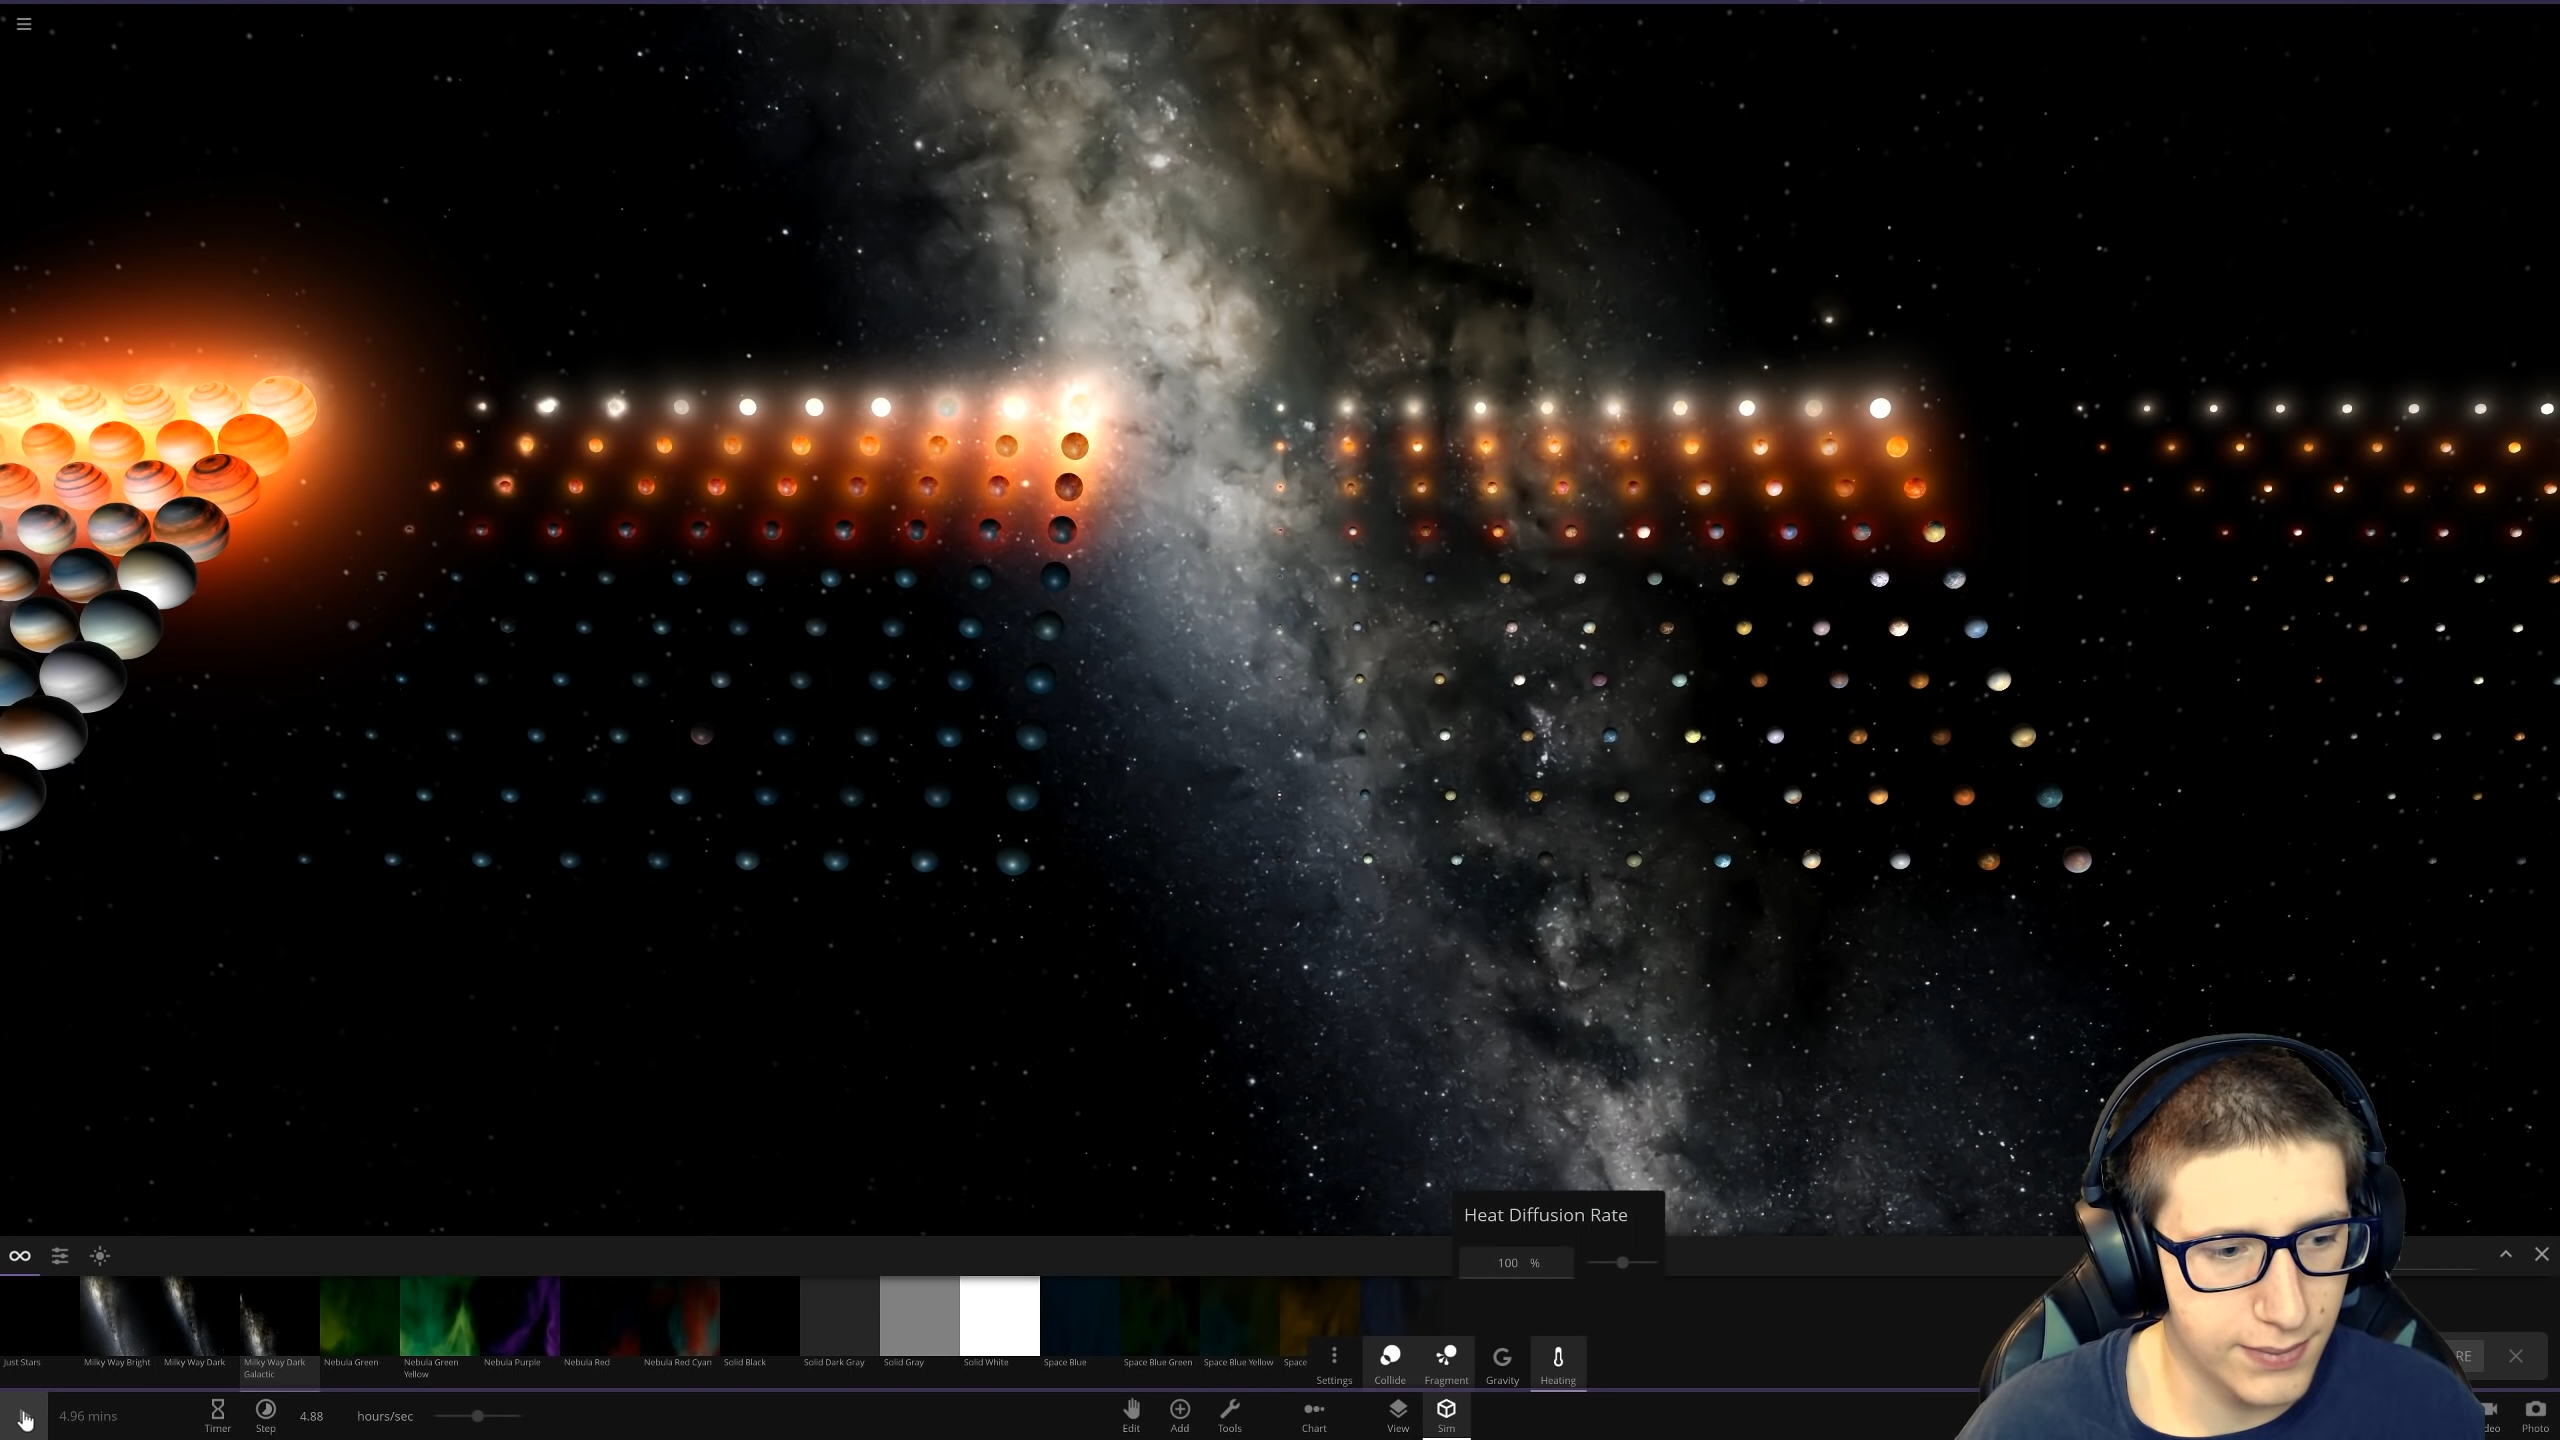 Heat Diffusion Rate
100 %
Just Stars
Milky Way Bright
Milky Way Dark
Milky Way Dark
Galactic
Nebula Green
Nebula Green
Yellow
Nebula Purple
Nebula Red
Nebula Red Cyan
Solid Black
Solid Dark Gray
Solid Gray
Solid White
Space Blue
Space Blue Green
Space Blue Yellow
Space
Settings
Collide
Fragment
Gravity
Heating
RE
4.96 mins
Timer
Step
4.88
hours/sec
Edit
Add
Tools
Chart
View
Sim
deo
Photo